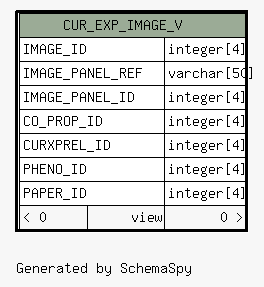 CUR_EXP_IMAGE_V
IMAGE_ID integer[4]
IMAGE_PANEL_REF varchar[50]
IMAGE_PANEL_ID integer[4]
CO_PROP_ID integer[4]
CURXPREL_ID integer[4]
PHENO_ID integer[4]
PAPER_ID integer[4]
< 0 view 0 >
Generated by SchemaSpy